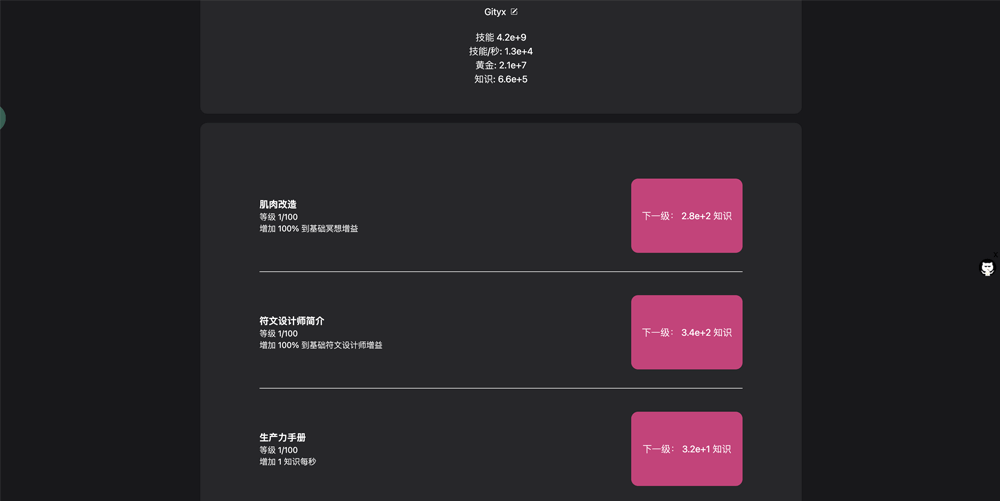 Gityx
技能 4.2e+9
技能/秒: 1.3e+4
黄金: 2.1e+7
知识: 6.6e+5
肌肉改造
等级 1/100
增加 100% 到基础冥想增益
下一级： 2.8e+2 知识
符文设计师简介
等级 1/100
增加 100% 到基础符文设计师增益
下一级： 3.4e+2 知识
生产力手册
等级 1/100
增加 1 知识每秒
下一级： 3.2e+1 知识